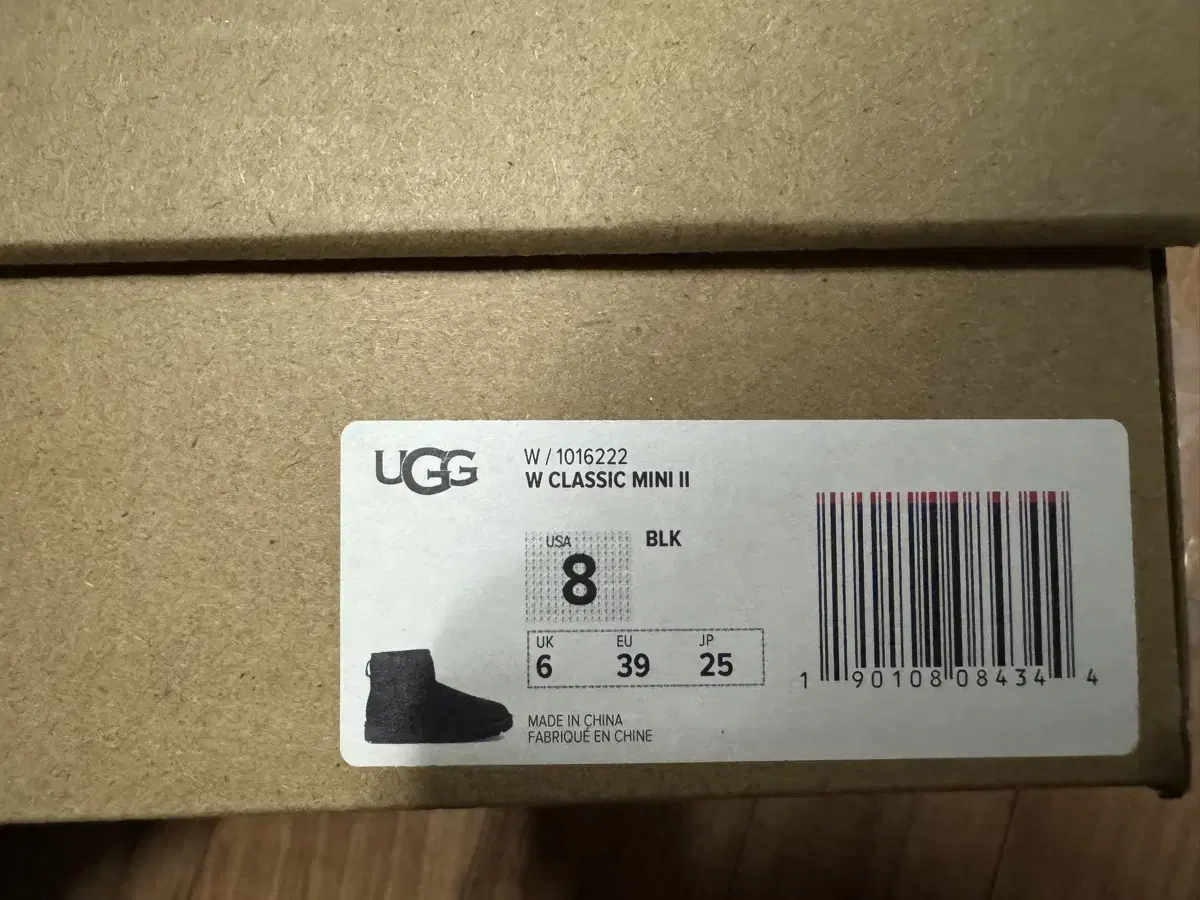 UGG
W / 1016222
W CLASSIC MINI II
USA
8
BLK
UK EU JP
6 39 25
MADE IN CHINA
FABRIQUÉ EN CHINE
1 90108 08434 4